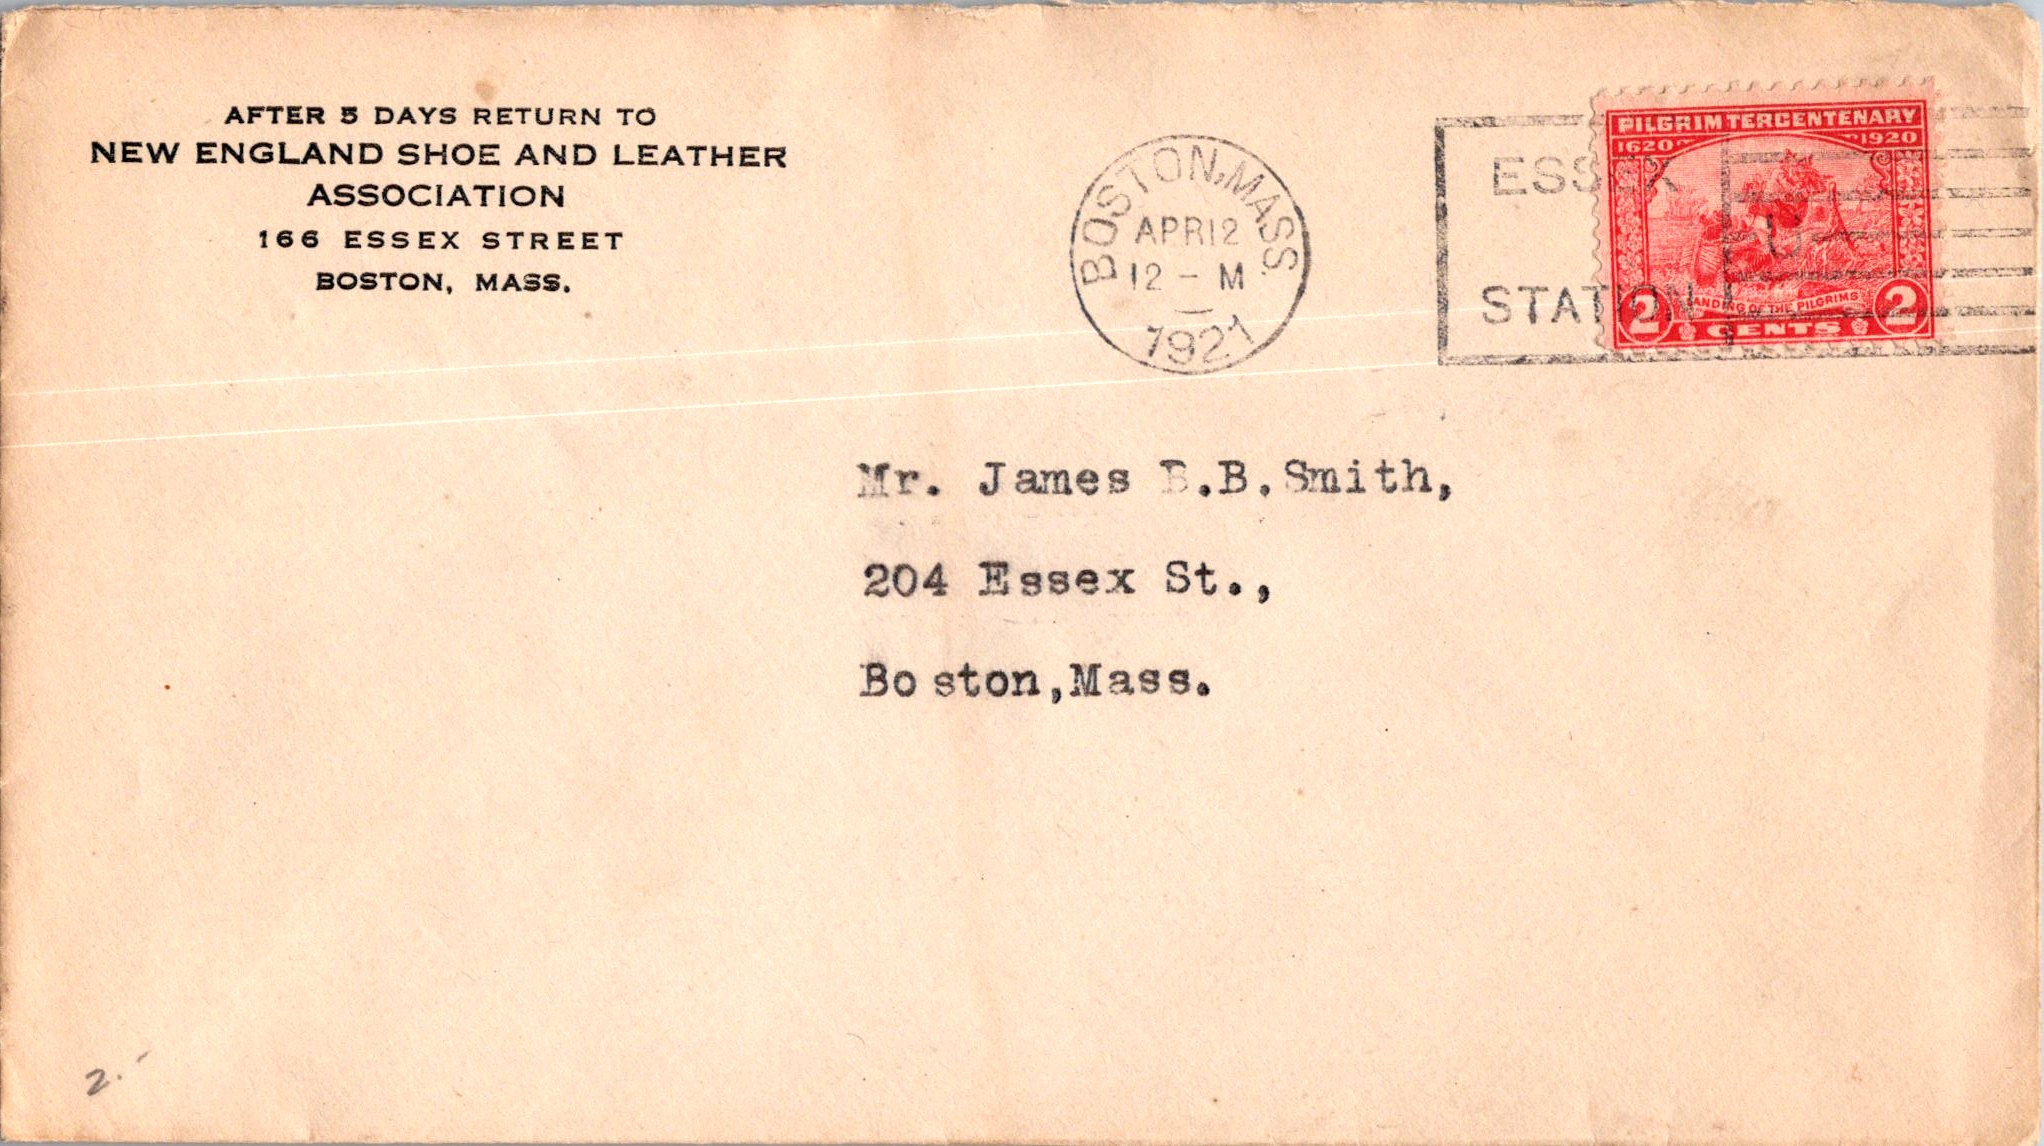 AFTER 5 DAYS RETURN TO
NEW ENGLAND SHOE AND LEATHER
ASSOCIATION
166 ESSEX STREET
BOSTON, MASS.
BOSTON, MASS.
APR 12
12 - M
1921
ESSEX
U
STATION
PILGRIM TERCENTENARY
1620 1920
LANDING OF THE PILGRIMS
2 CENTS 2
Mr. James B.B.Smith,
204 Essex St.,
Boston,Mass.
2.